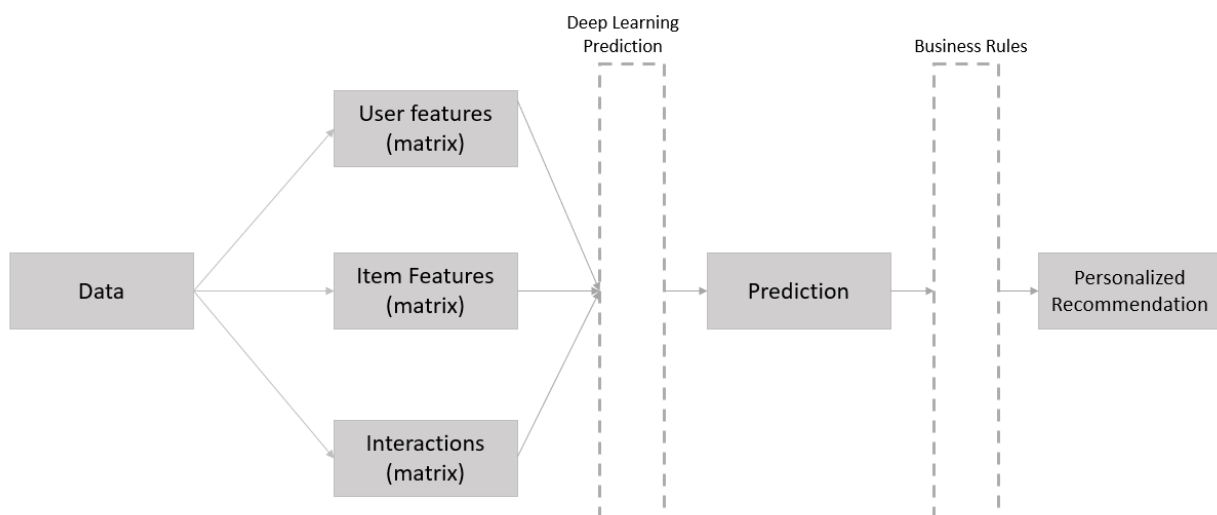 Deep Learning
Prediction
Business Rules
User features
(matrix)
Data
Item Features
(matrix)
Prediction
Personalized
Recommendation
Interactions
(matrix)